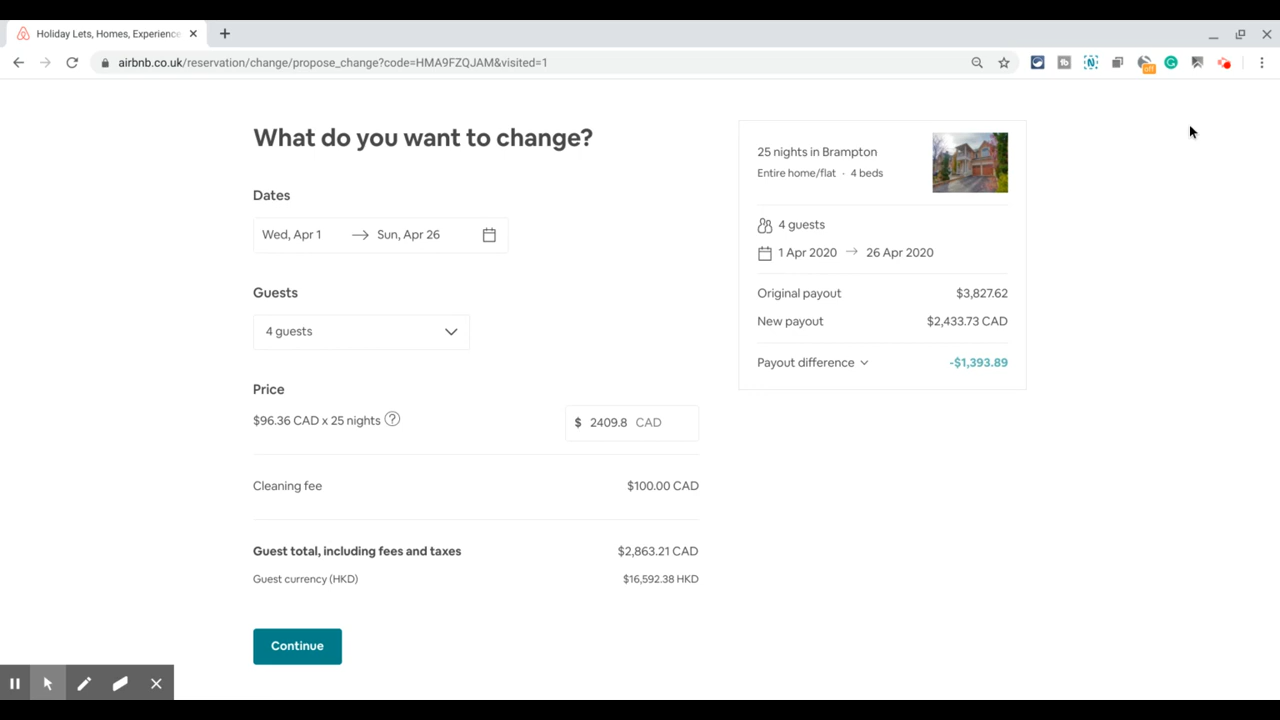 Holiday Lets, Homes, Experience
airbnb.co.uk/reservation/change/propose_change?code=HMA9FZQJAM&visited=1
off
What do you want to change?
Dates
Wed, Apr 1 → Sun, Apr 26
Guests
4 guests
Price
$96.36 CAD x 25 nights ?
$ 2409.8 CAD
Cleaning fee
$100.00 CAD
Guest total, including fees and taxes
$2,863.21 CAD
Guest currency (HKD)
$16,592.38 HKD
Continue
25 nights in Brampton
Entire home/flat · 4 beds
4 guests
1 Apr 2020 → 26 Apr 2020
Original payout
$3,827.62
New payout
$2,433.73 CAD
Payout difference
-$1,393.89